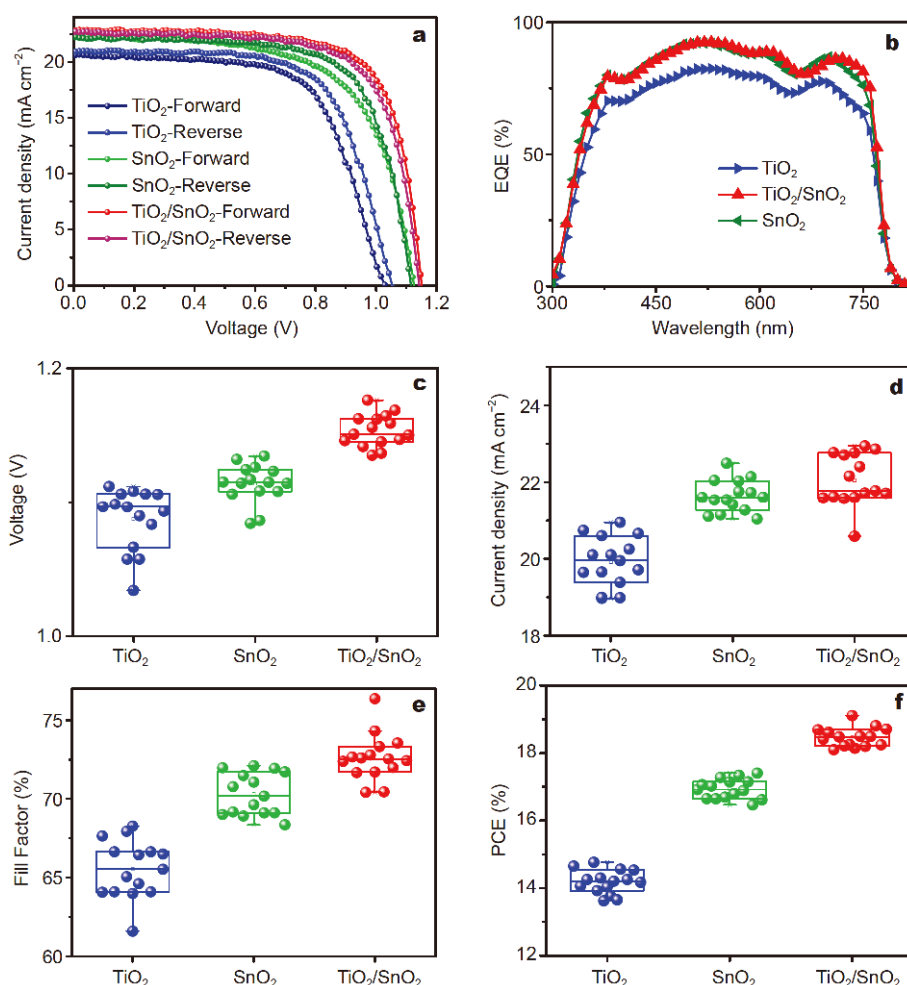 a
Current density (mA cm⁻²)
20
15
10
5
0
TiO₂-Forward
TiO₂-Reverse
SnO₂-Forward
SnO₂-Reverse
TiO₂/SnO₂-Forward
TiO₂/SnO₂-Reverse
0.0 0.2 0.4 0.6 0.8 1.0 1.2
Voltage (V)
b
EQE (%)
100
50
0
TiO₂
TiO₂/SnO₂
SnO₂
300 450 600 750
Wavelength (nm)
c
Voltage (V)
1.2
1.0
TiO₂ SnO₂ TiO₂/SnO₂
d
Current density (mA cm⁻²)
24
22
20
18
TiO₂ SnO₂ TiO₂/SnO₂
e
Fill Factor (%)
75
70
65
60
TiO₂ SnO₂ TiO₂/SnO₂
f
PCE (%)
20
18
16
14
12
TiO₂ SnO₂ TiO₂/SnO₂